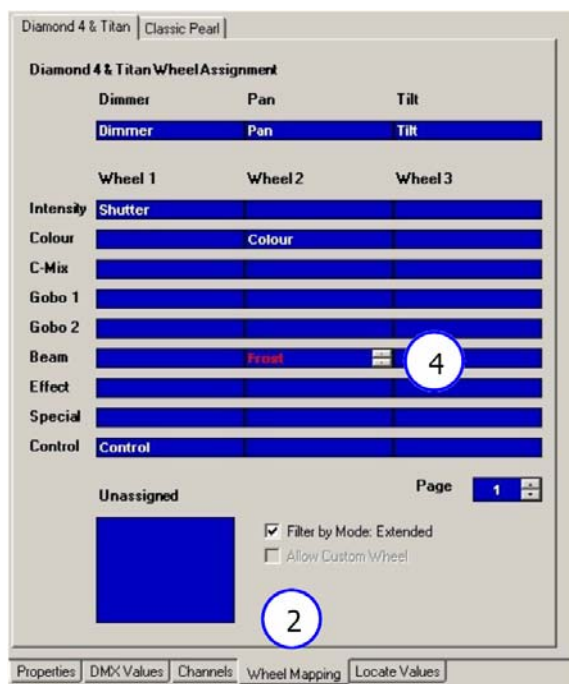 Diamond 4 & Titan Classic Pearl
Diamond 4 & Titan Wheel Assignment
Dimmer Pan Tilt
Dimmer Pan Tilt
Wheel 1 Wheel 2 Wheel 3
Intensity Shutter
Colour Colour
C-Mix
Gobo 1
Gobo 2
Beam Frost 4
Effect
Special
Control Control
Unassigned Page 1
Filter by Mode: Extended
Allow Custom Wheel
2
Properties DMX Values Channels Wheel Mapping Locate Values